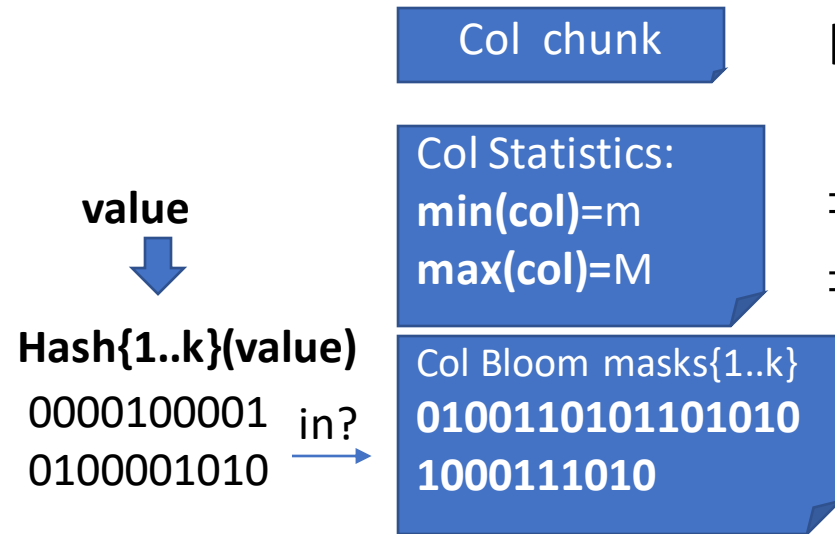 Col chunk
Col Statistics:
min(col)=m
max(col)=M
value
Hash{1..k}(value)
0000100001
0100001010
in?
Col Bloom masks{1..k}
0100110101101010
1000111010